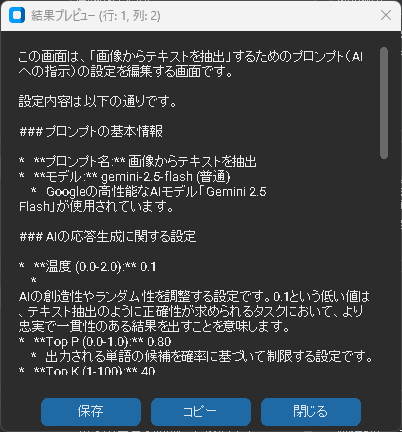 結果プレビュー (行: 1, 列: 2)
この画面は、「画像からテキストを抽出」するためのプロンプト（AI
への指示）の設定を編集する画面です。
設定内容は以下の通りです。
### プロンプトの基本情報
*   **プロンプト名:** 画像からテキストを抽出
*   **モデル:** gemini-2.5-flash (普通)
*   Googleの高性能なAIモデル「Gemini 2.5
Flash」が使用されています。
### AIの応答生成に関する設定
*   **温度 (0.0-2.0):** 0.1
*
AIの創造性やランダム性を調整する設定です。0.1という低い値は
、テキスト抽出のように正確性が求められるタスクにおいて、より
忠実で一貫性のある結果を出すことを意味します。
*   **Top P (0.0-1.0):** 0.80
*   出力される単語の候補を確率に基づいて制限する設定です。
*   **Top K (1-100):** 40
保存
コピー
閉じる